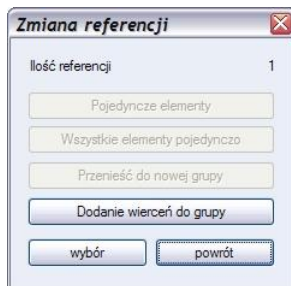 Zmiana referencji
Ilość referencji 1
Pojedyncze elementy
Wszystkie elementy pojedynczo
Przenieść do nowej grupy
Dodanie wierceń do grupy
wybór powrót